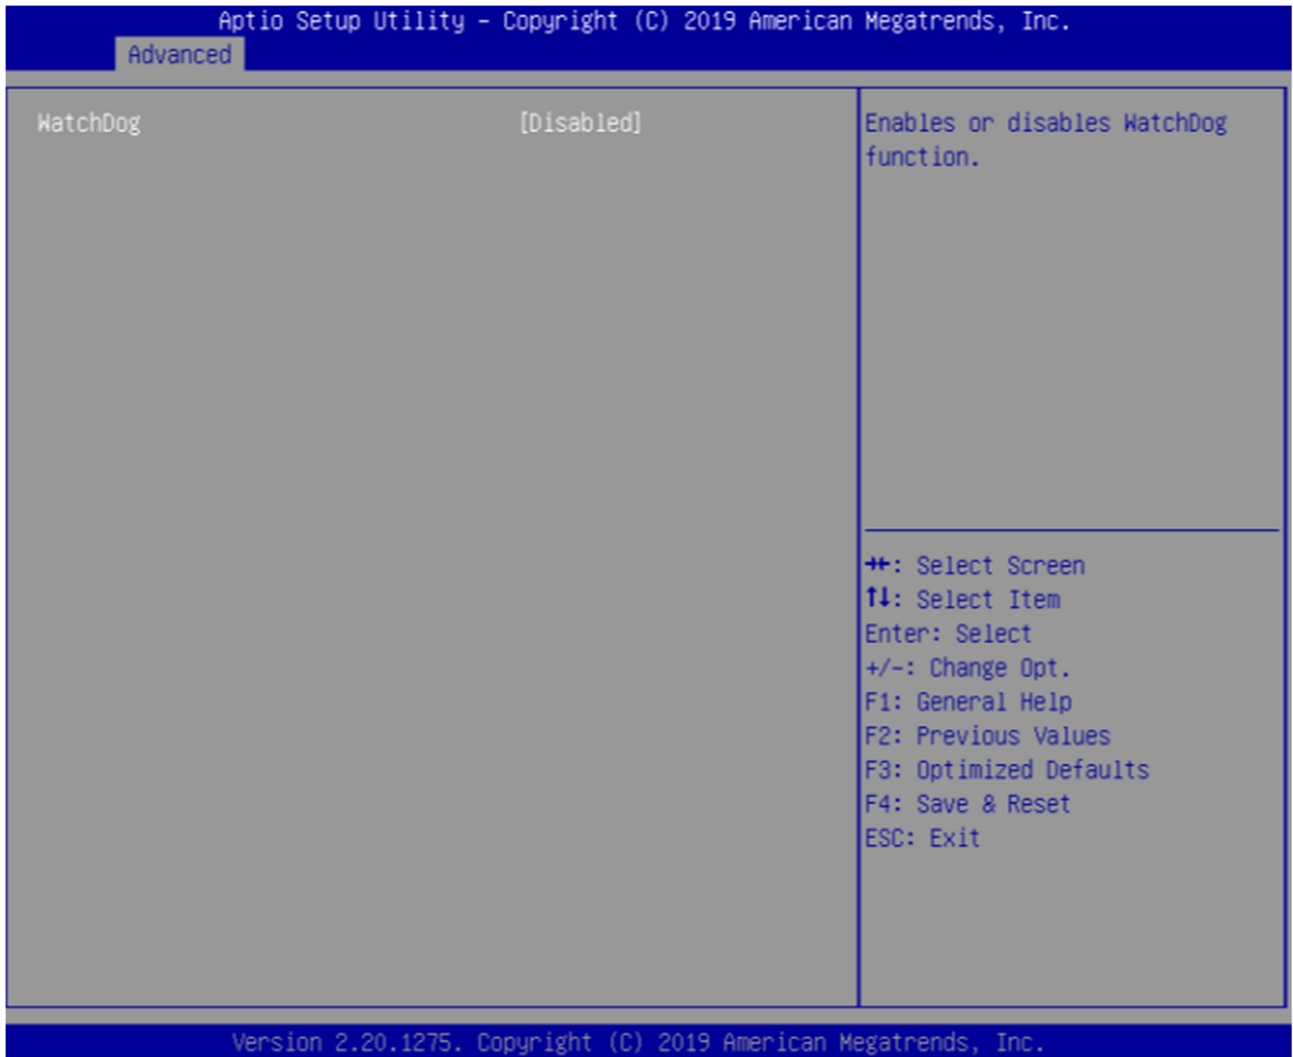 Aptio Setup Utility – Copyright (C) 2019 American Megatrends, Inc.
Advanced
WatchDog [Disabled]
Enables or disables WatchDog
function.
→←: Select Screen
↑↓: Select Item
Enter: Select
+/-: Change Opt.
F1: General Help
F2: Previous Values
F3: Optimized Defaults
F4: Save & Reset
ESC: Exit
Version 2.20.1275. Copyright (C) 2019 American Megatrends, Inc.